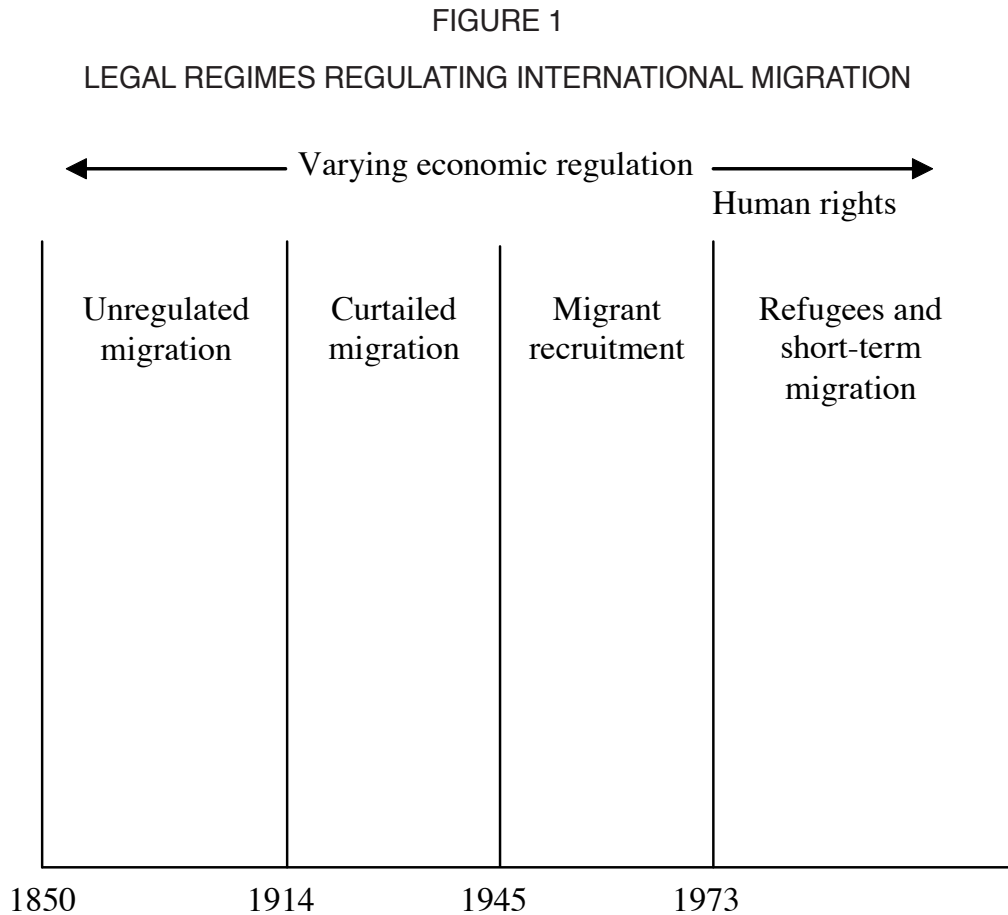 FIGURE 1
LEGAL REGIMES REGULATING INTERNATIONAL MIGRATION
Varying economic regulation
Human rights
Unregulated
migration
Curtailed
migration
Migrant
recruitment
Refugees and
short-term
migration
1850 1914 1945 1973